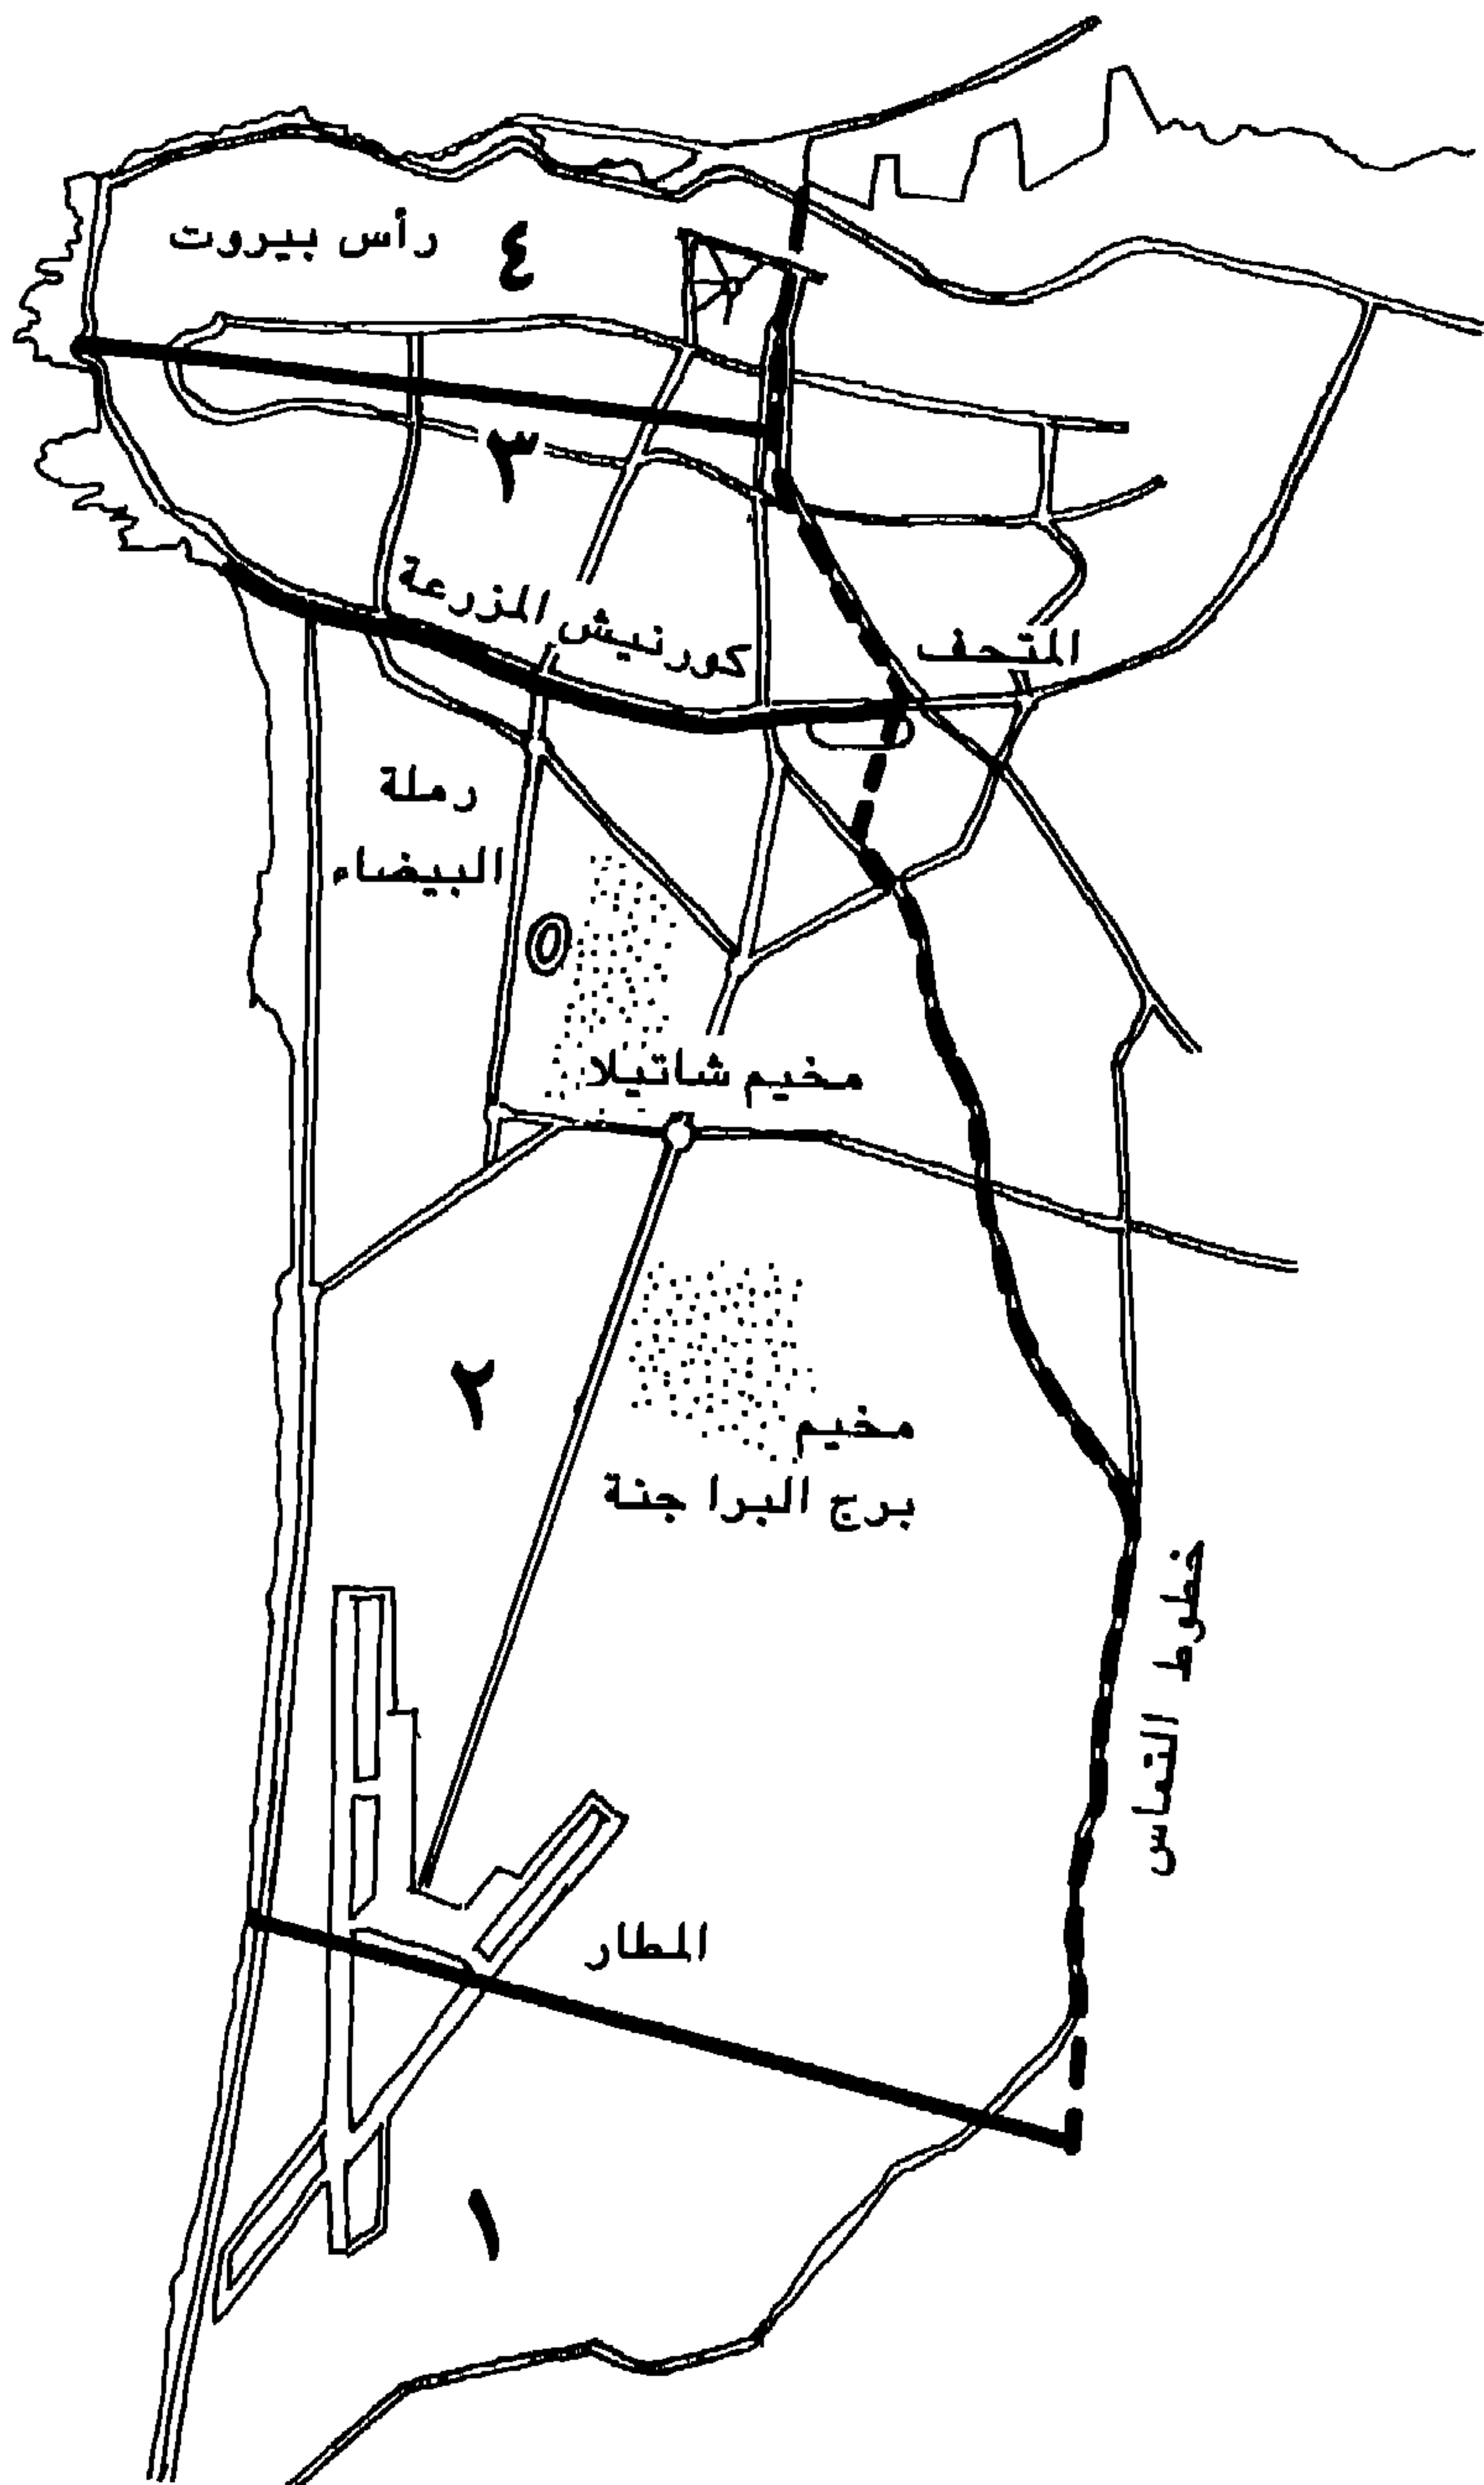 رأس بيروت
٤
٣
كورنيش المزرعة
المتحف
رملة
البيضاء
٥
مخيم شاتيلا
٢
مخيم
برج البراجنة
خطوط التماس
المطار
١